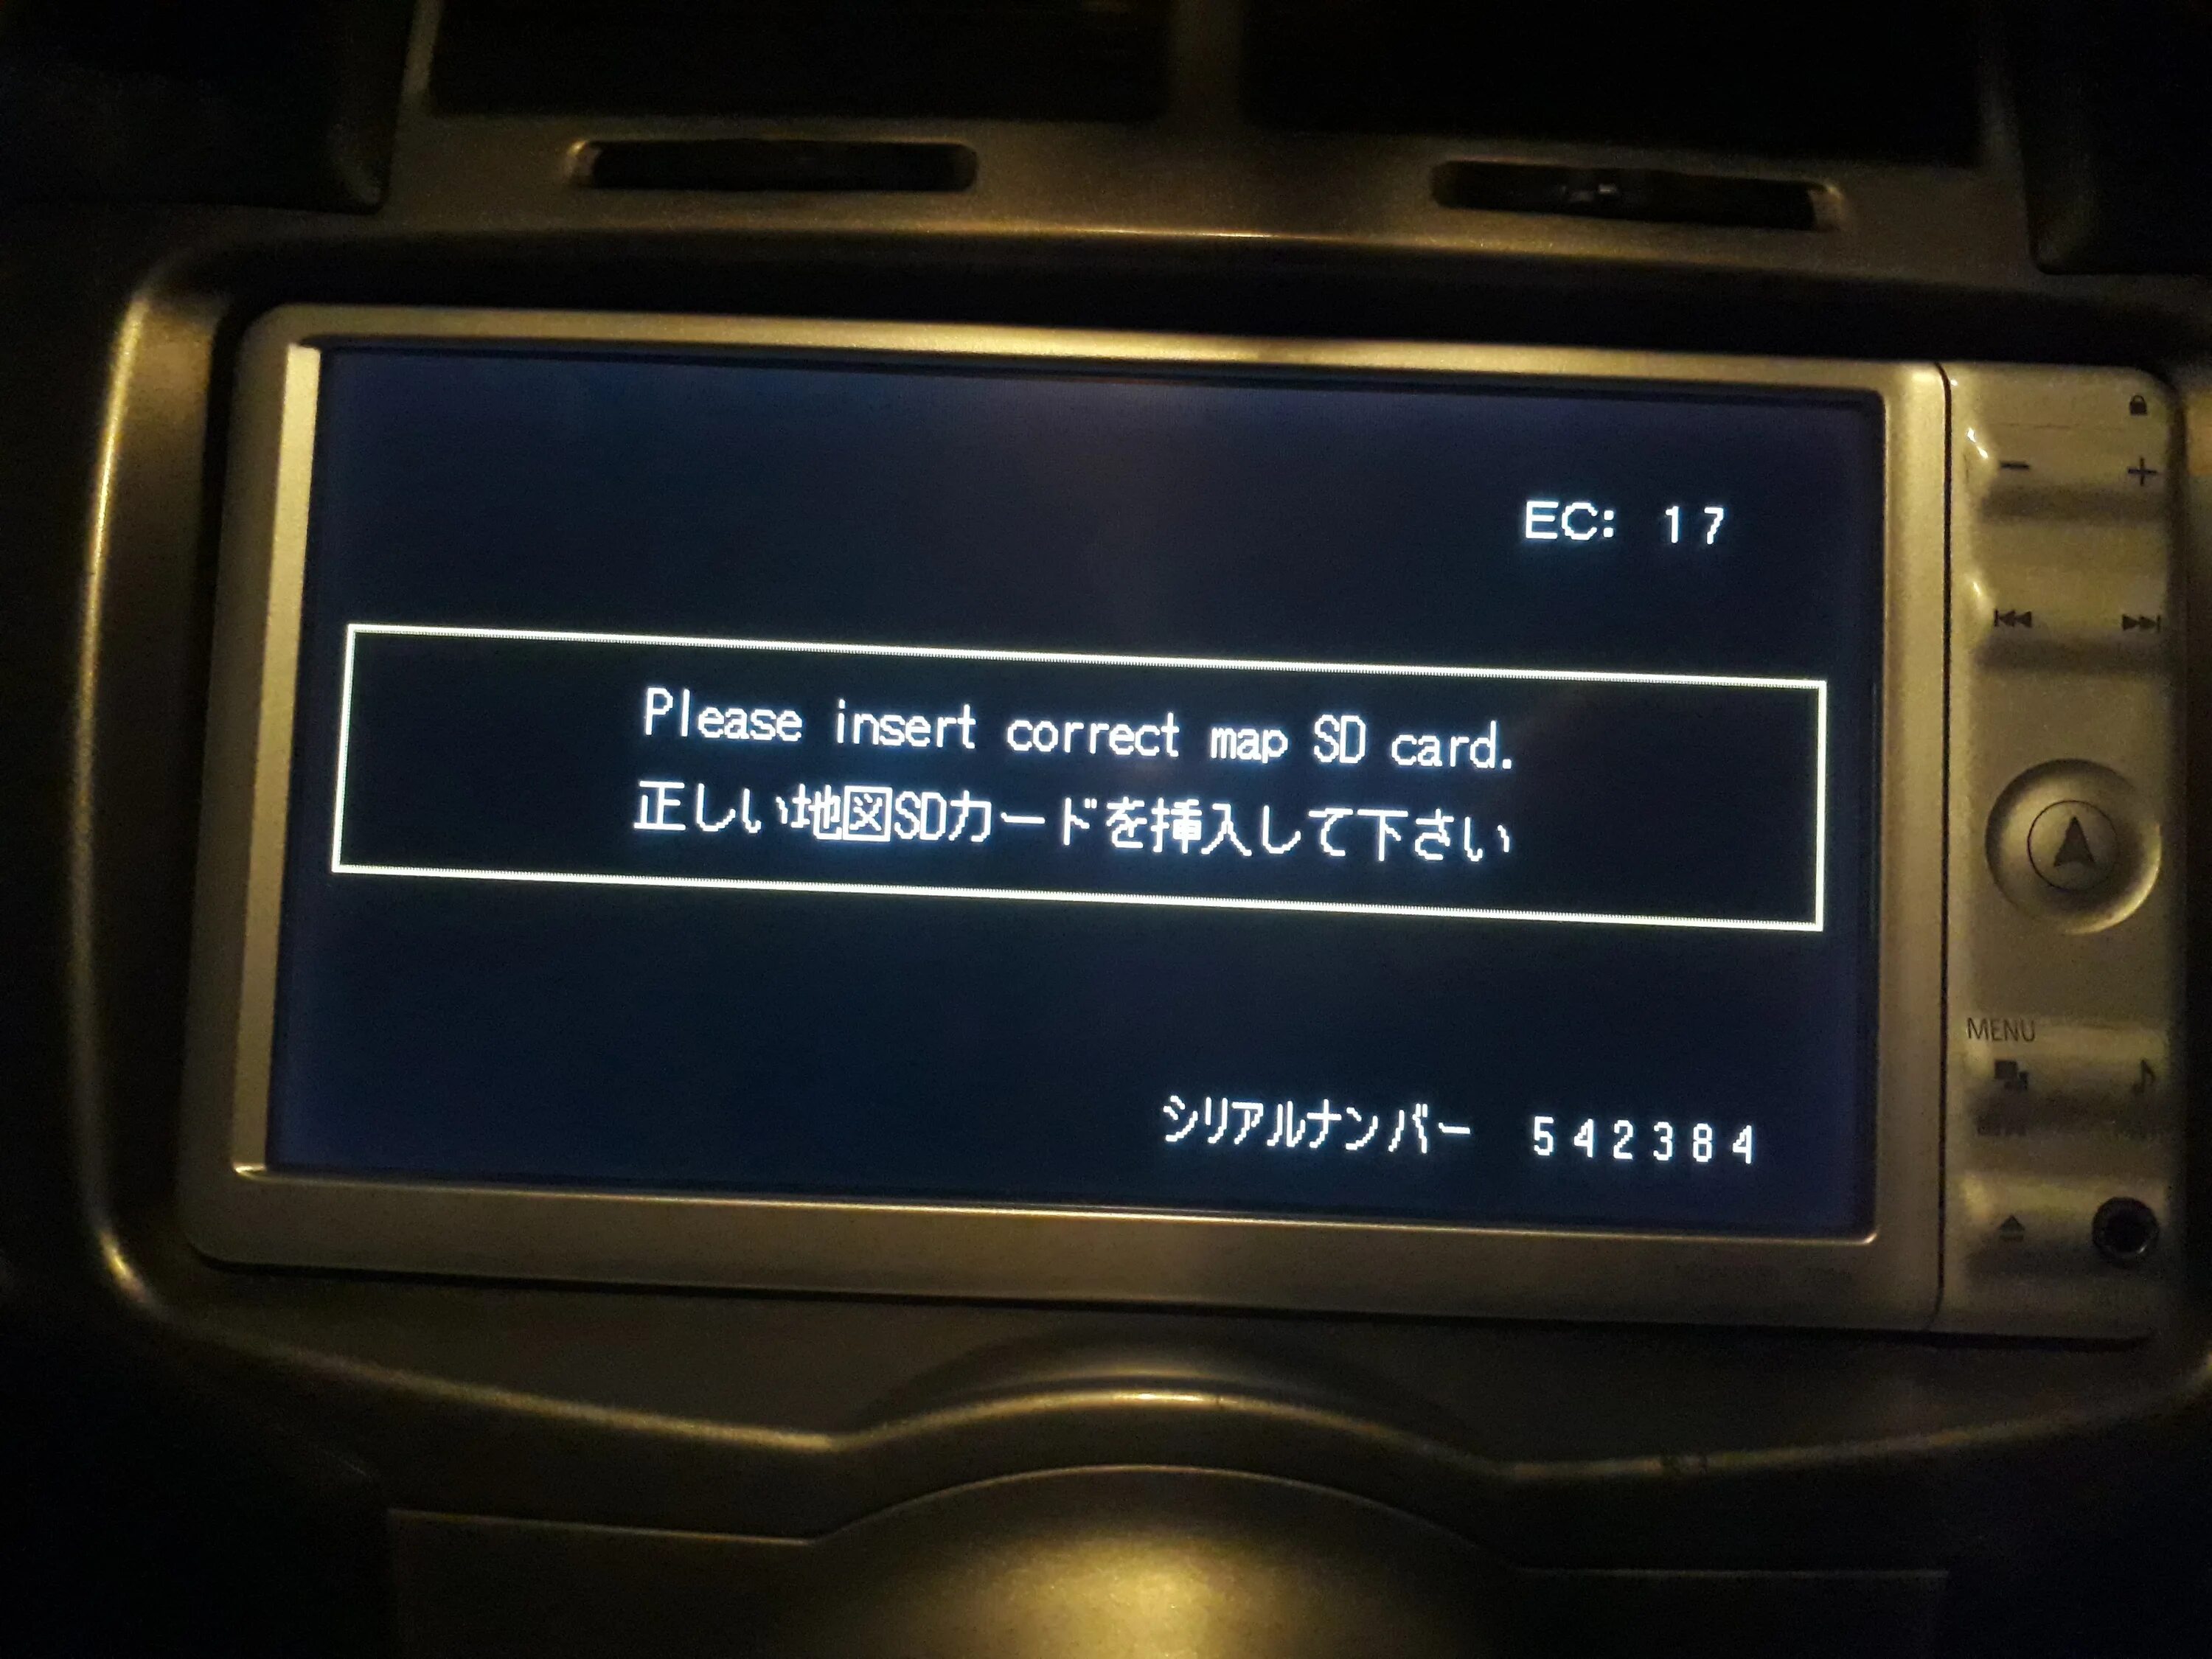 EC: 17
Please insert correct map SD card.
正しい地図SDカードを挿入して下さい
シリアルナンバー 542384
MENU